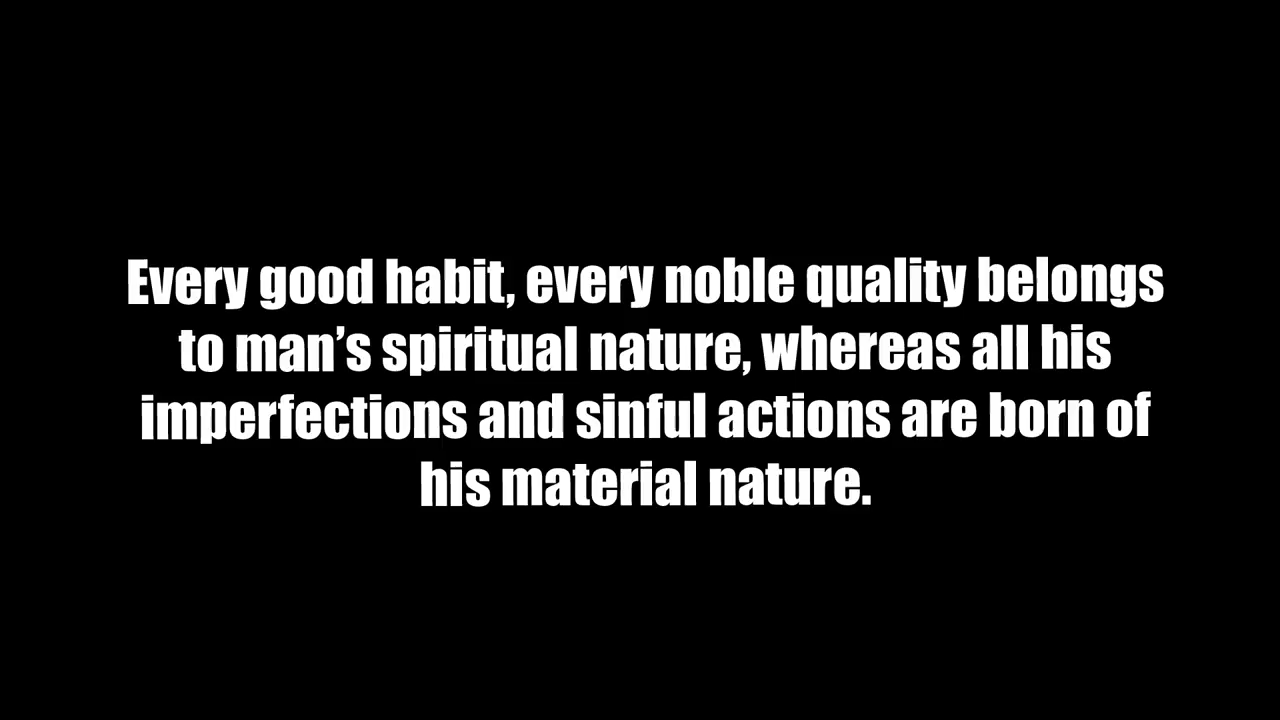 Every good habit, every noble quality belongs
to man’s spiritual nature, whereas all his
imperfections and sinful actions are born of
his material nature.